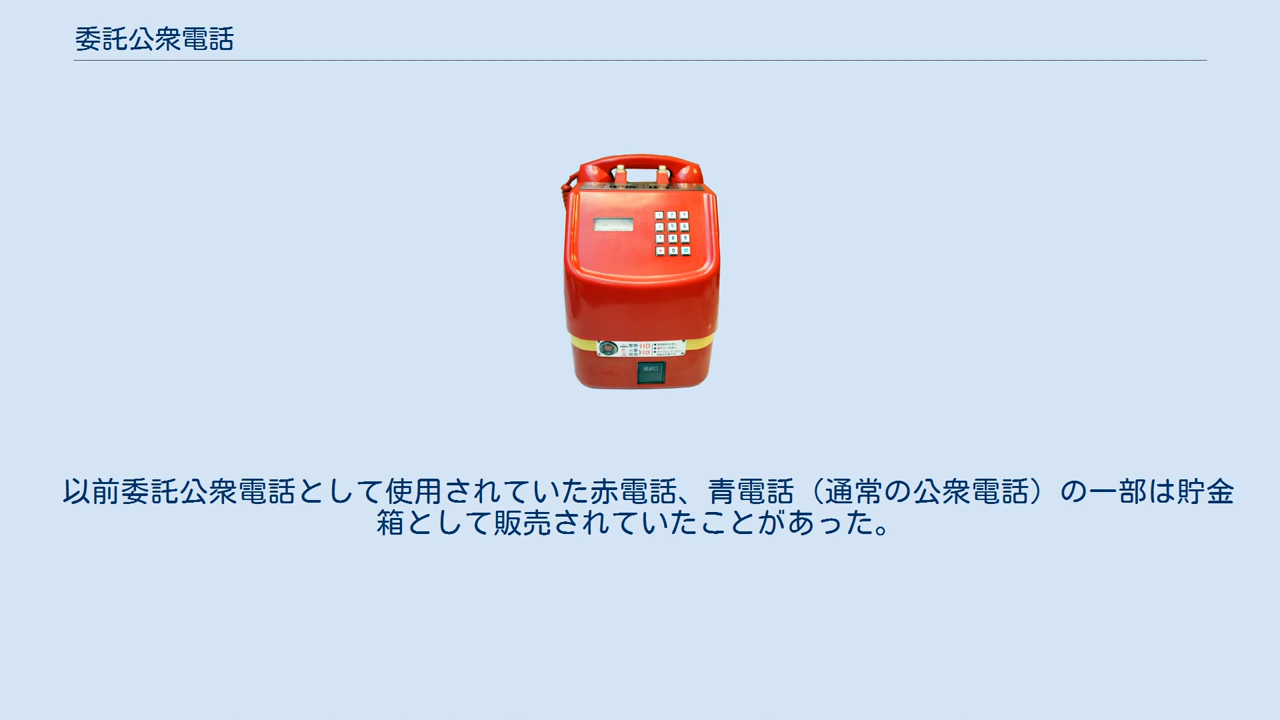 委託公衆電話
以前委託公衆電話として使用されていた赤電話、青電話（通常の公衆電話）の一部は貯金
箱として販売されていたことがあった。